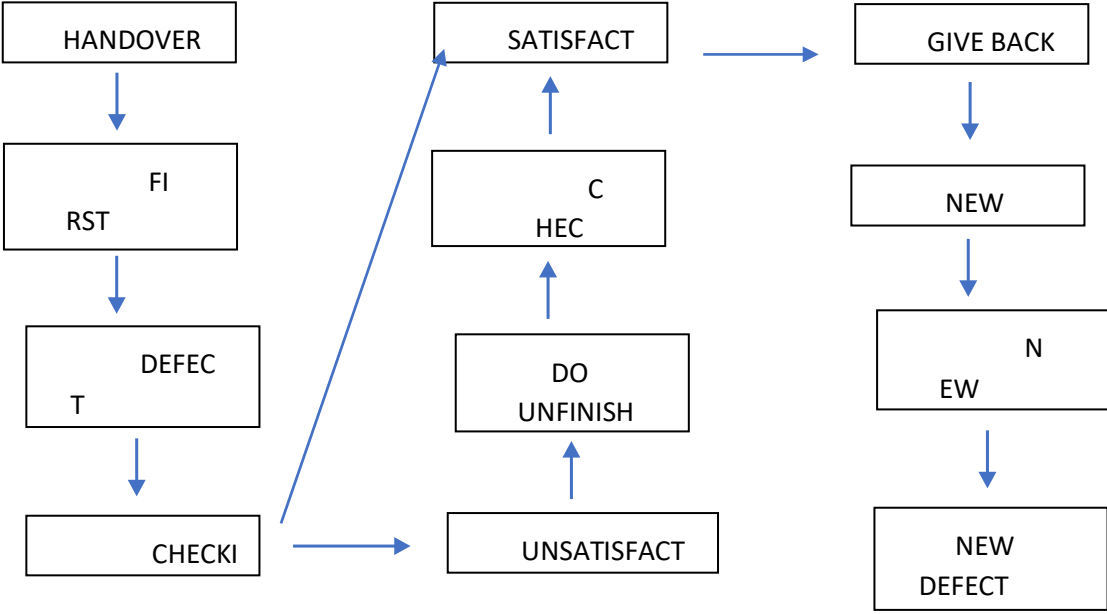 HANDOVER
FI
RST
DEFEC
T
CHECKI
SATISFACT
C
HEC
DO
UNFINISH
UNSATISFACT
GIVE BACK
NEW
N
EW
NEW
DEFECT